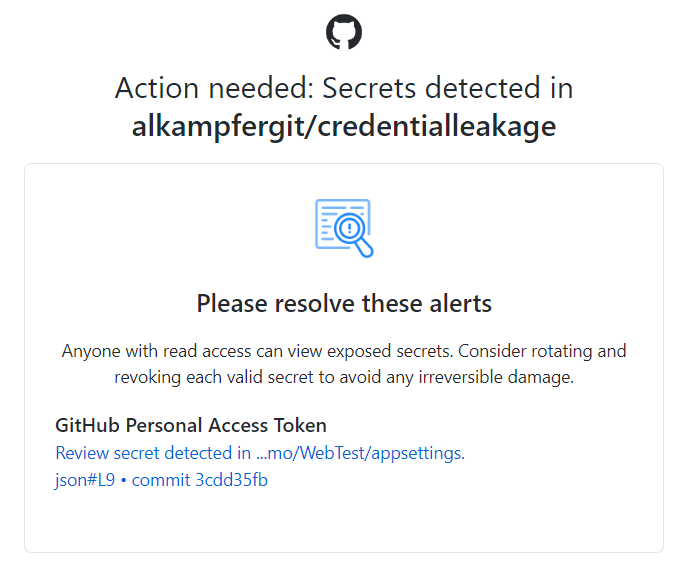 Action needed: Secrets detected in
alkampfergit/credentialleakage
Please resolve these alerts
Anyone with read access can view exposed secrets. Consider rotating and
revoking each valid secret to avoid any irreversible damage.
GitHub Personal Access Token
Review secret detected in ...mo/WebTest/appsettings.
json#L9 • commit 3cdd35fb